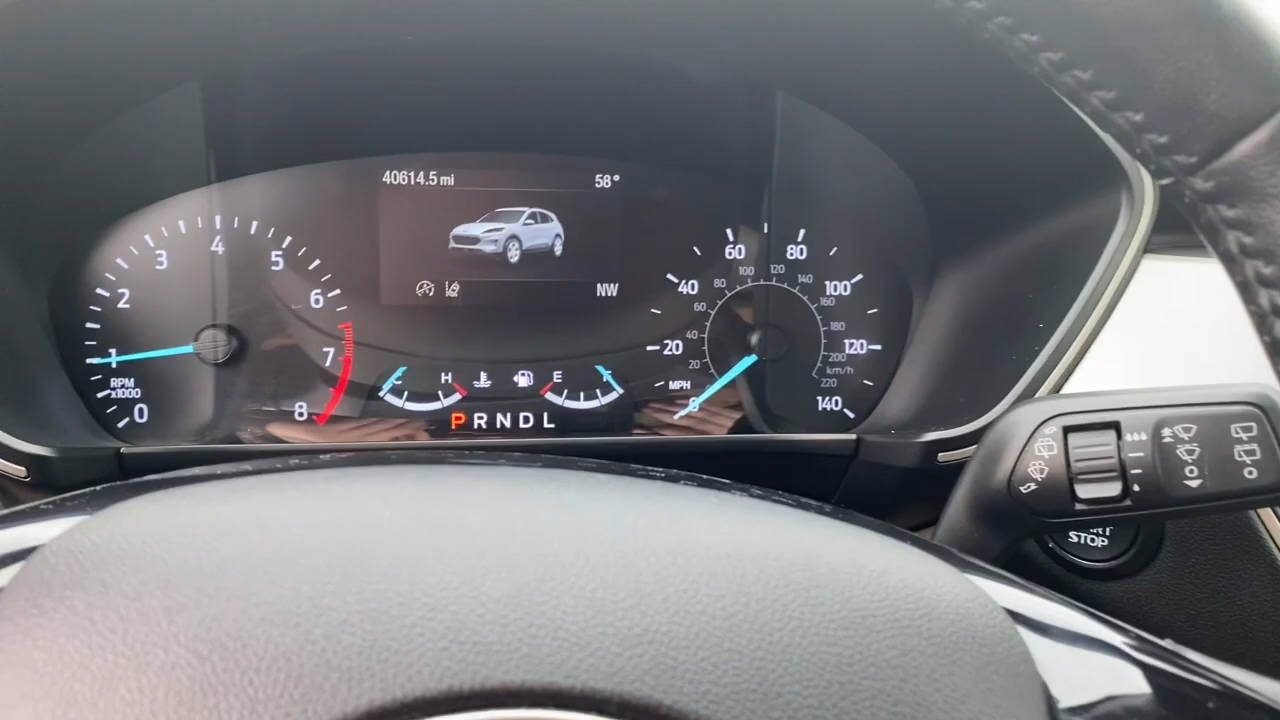 40614.5 mi 58°
NW
0 1 2 3 4 5 6 7 8
RPM
x1000
C H
E F
P R N D L
0 20 40 60 80 100 120 140
MPH
20 40 60 80 100 120 140 160 180 200 220
km/h
STOP